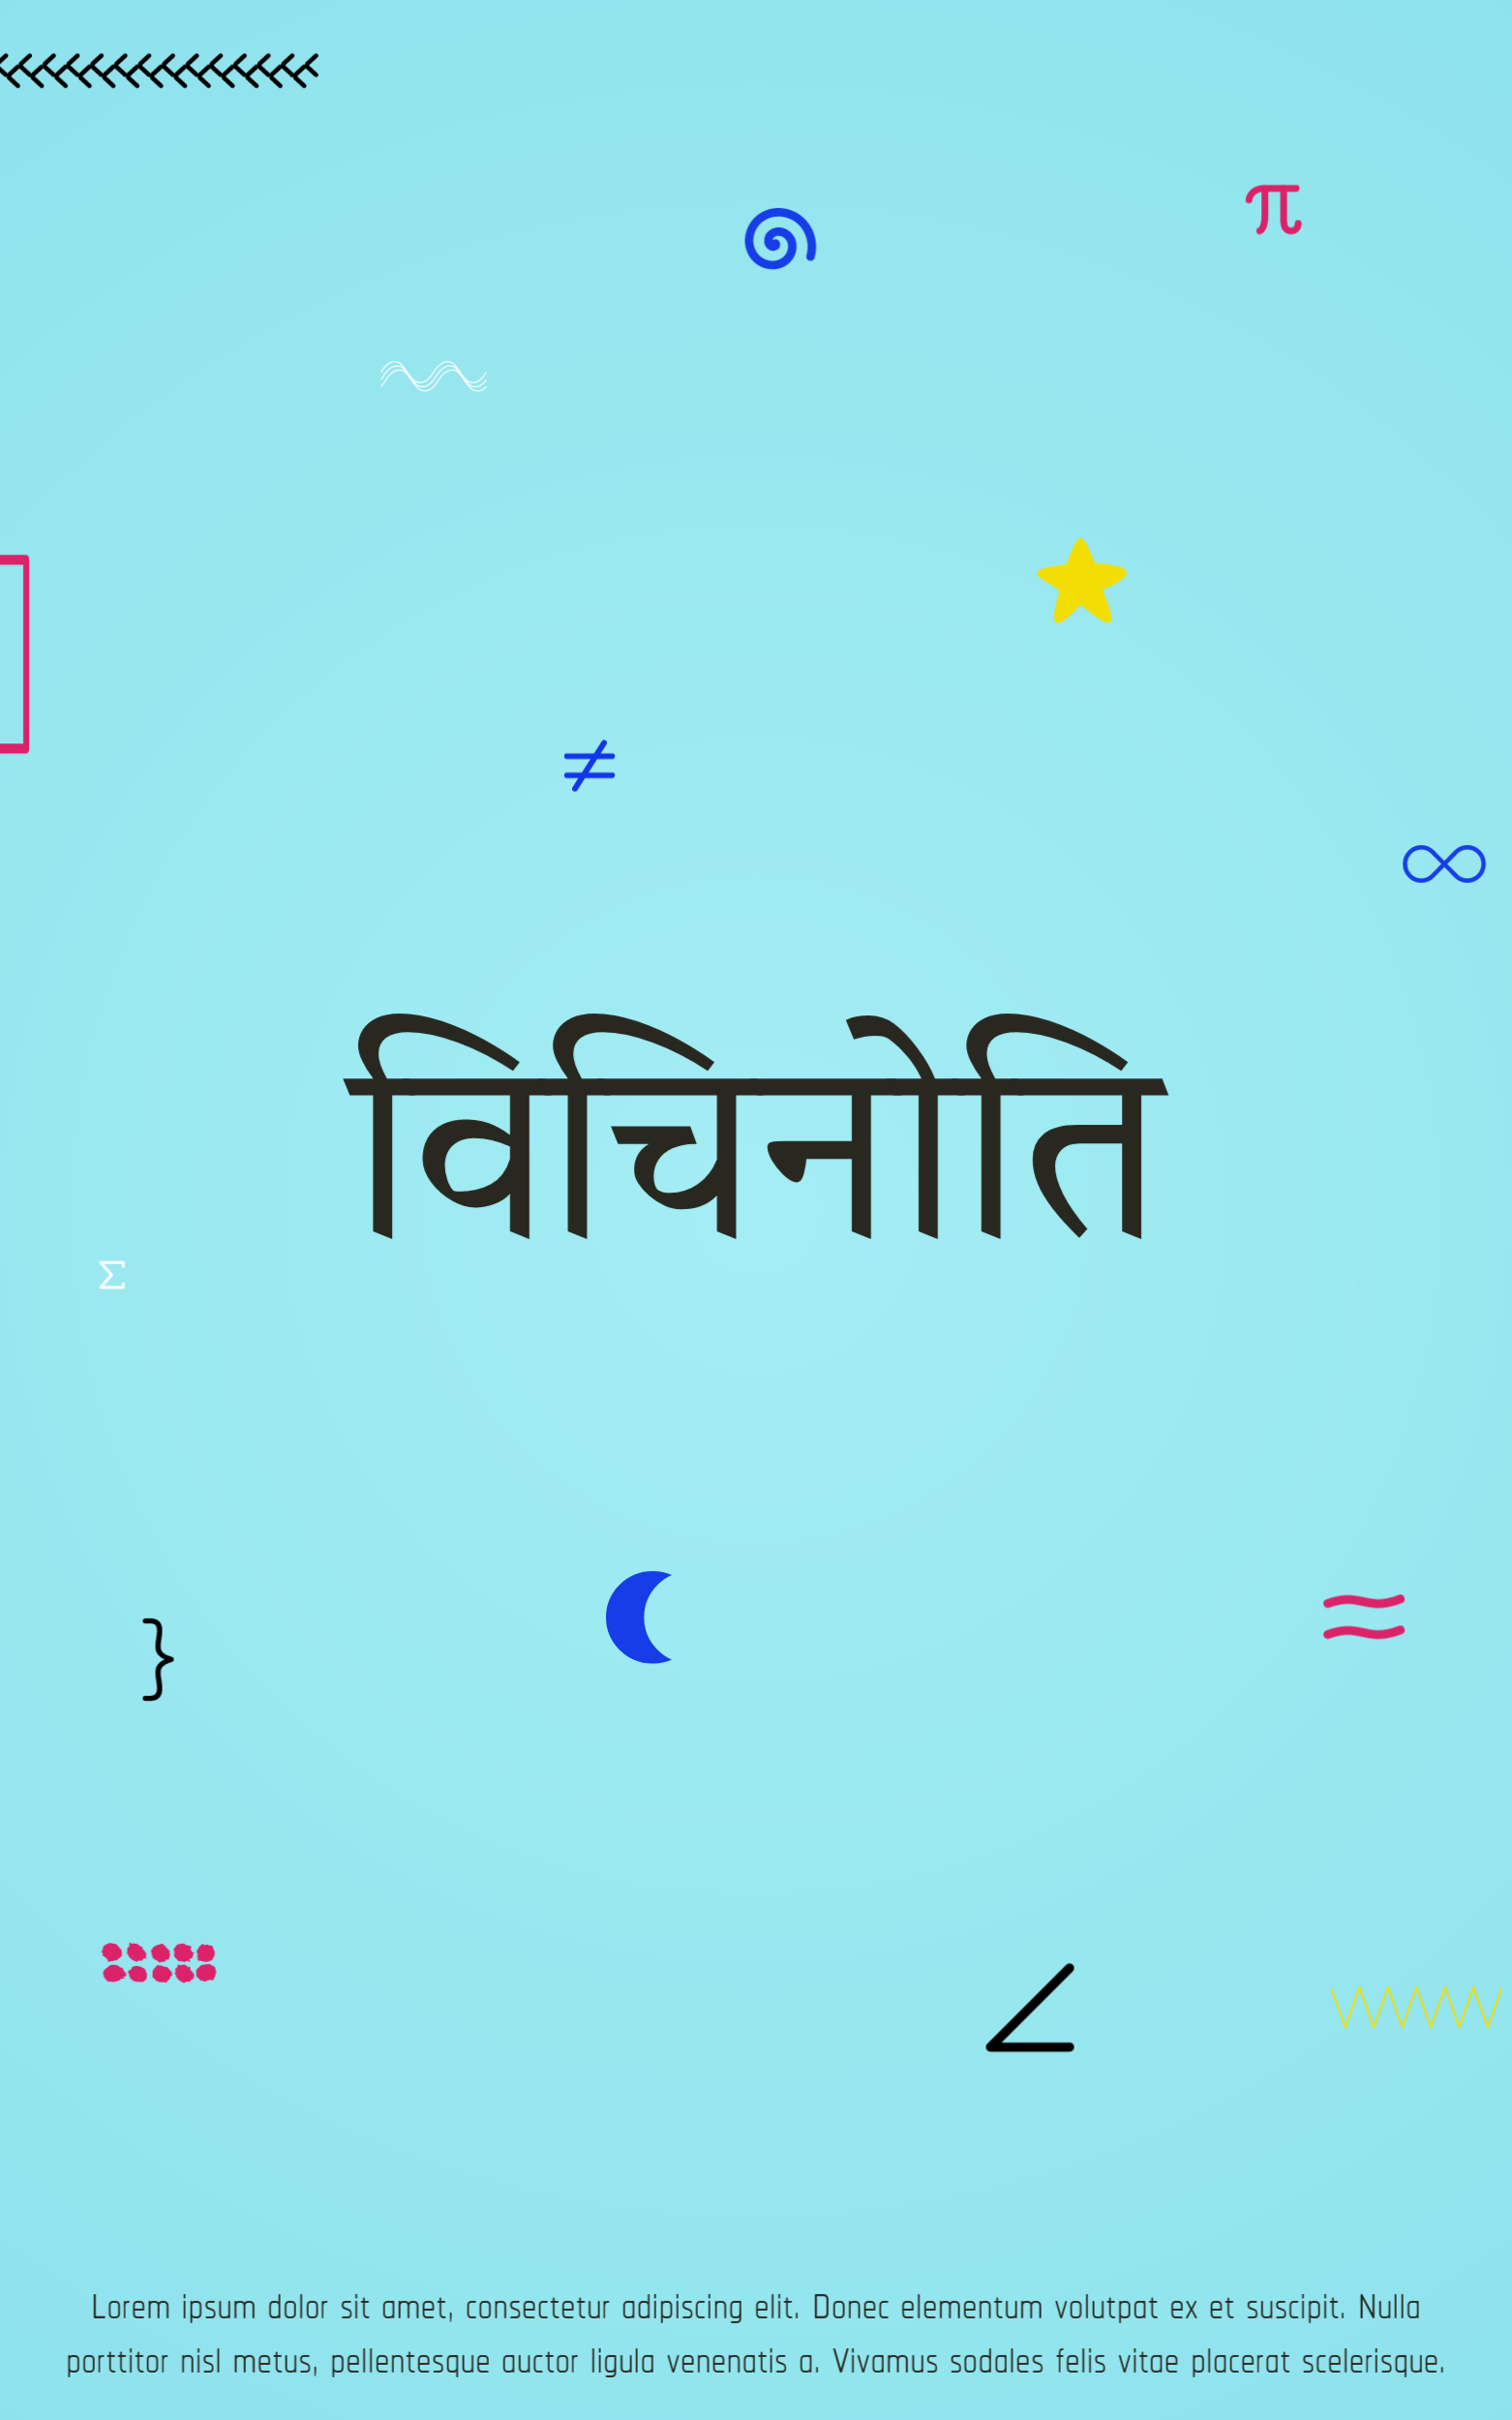 π
≠
∞
विचिनोति
Σ
}
≈
∠
Lorem ipsum dolor sit amet, consectetur adipiscing elit. Donec elementum volutpat ex et suscipit. Nulla
porttitor nisl metus, pellentesque auctor ligula venenatis a. Vivamus sodales felis vitae placerat scelerisque.